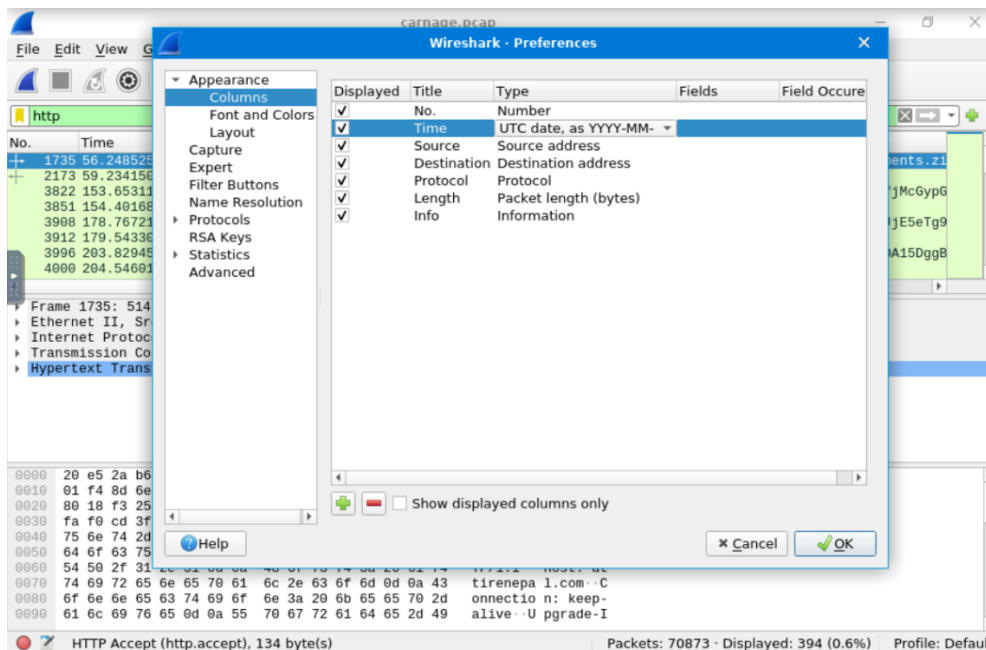 carnage.pcap
Wireshark · Preferences
File Edit View G
Appearance
Columns
Font and Colors
Layout
Capture
Expert
Filter Buttons
Name Resolution
Protocols
RSA Keys
Statistics
Advanced
Displayed Title Type Fields Field Occure
No. Number
Time UTC date, as YYYY-MM-
Source Source address
Destination Destination address
Protocol Protocol
Length Packet length (bytes)
Info Information
Show displayed columns only
Help
Cancel
OK
http
No. Time
1735 56.248525 ents.zi
2173 59.234150
3822 153.65311 jMcGypG
3851 154.40168
3908 178.76721 jE5eTg9
3912 179.54330
3996 203.82945 A15DggB
4000 204.54601
Frame 1735: 514
Ethernet II, Sr
Internet Protoc
Transmission Co
Hypertext Trans
0000 20 e5 2a b6
0010 01 f4 8d 6e
0020 80 18 f3 25
0030 fa f0 cd 3f
0040 75 6e 74 2d
0050 64 6f 63 75
0060 54 50 2f 31
0070 74 69 72 65 6e 65 70 61 6c 2e 63 6f 6d 0d 0a 43 tirenepa l.com··C
0080 6f 6e 6e 65 63 74 69 6f 6e 3a 20 6b 65 65 70 2d onnectio n: keep-
0090 61 6c 69 76 65 0d 0a 55 70 67 72 61 64 65 2d 49 alive··U pgrade-I
HTTP Accept (http.accept), 134 byte(s) Packets: 70873 · Displayed: 394 (0.6%) Profile: Defaul